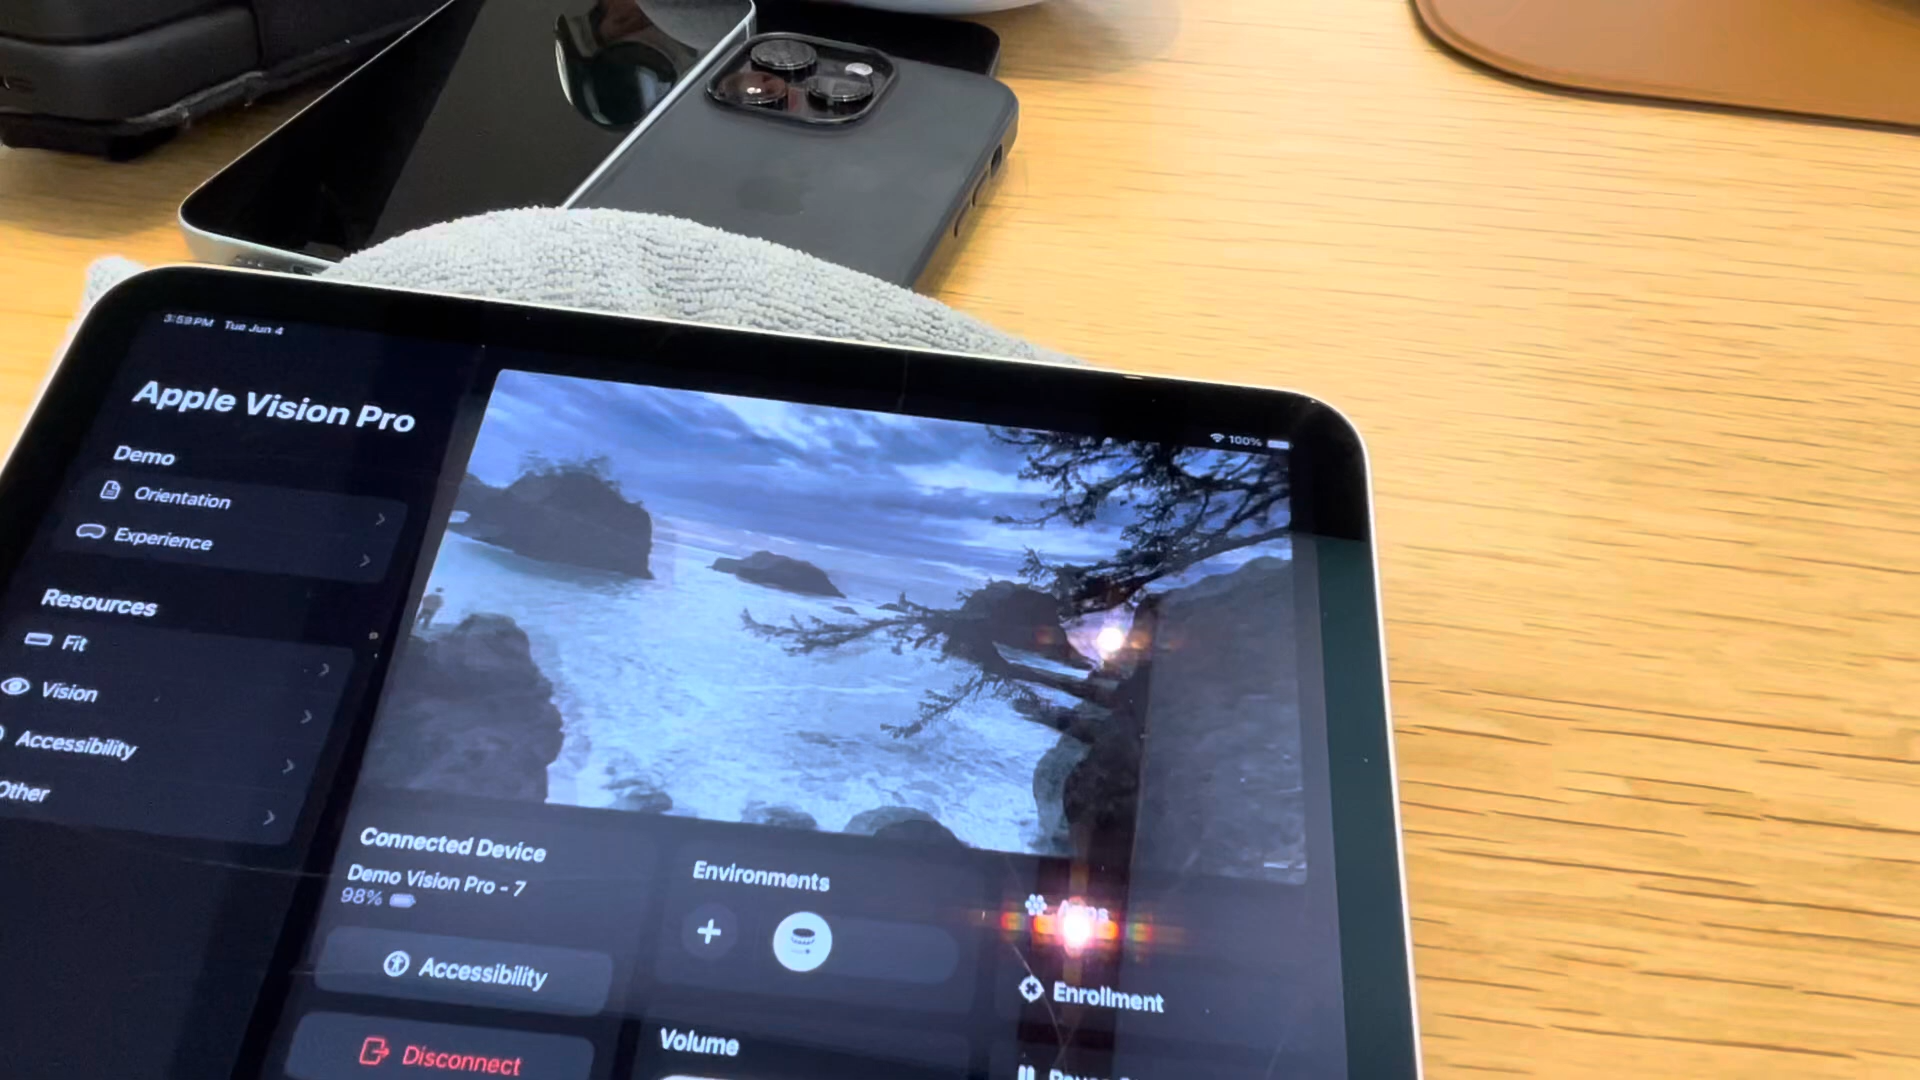 3:59 PM Tue Jun 4
100%
Apple Vision Pro
Demo
Orientation
Experience
Resources
Fit
Vision
Accessibility
Other
Connected Device
Demo Vision Pro - 7
98%
Accessibility
Disconnect
Environments
Volume
Apps
Enrollment